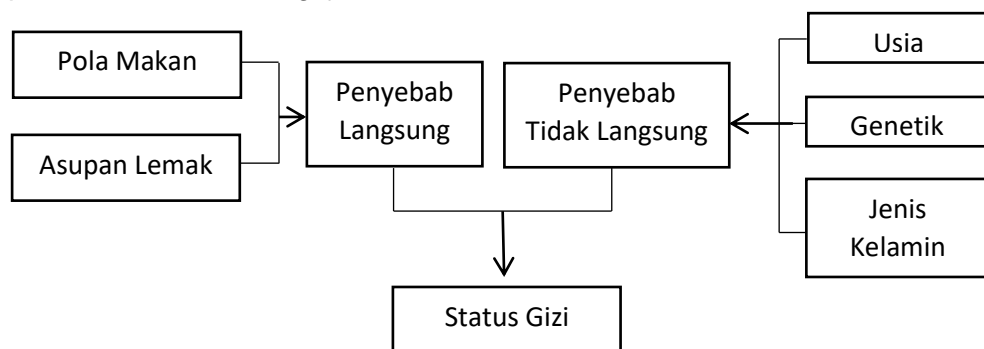 Pola Makan
Asupan Lemak
Penyebab
Langsung
Penyebab
Tidak Langsung
Usia
Genetik
Jenis
Kelamin
Status Gizi